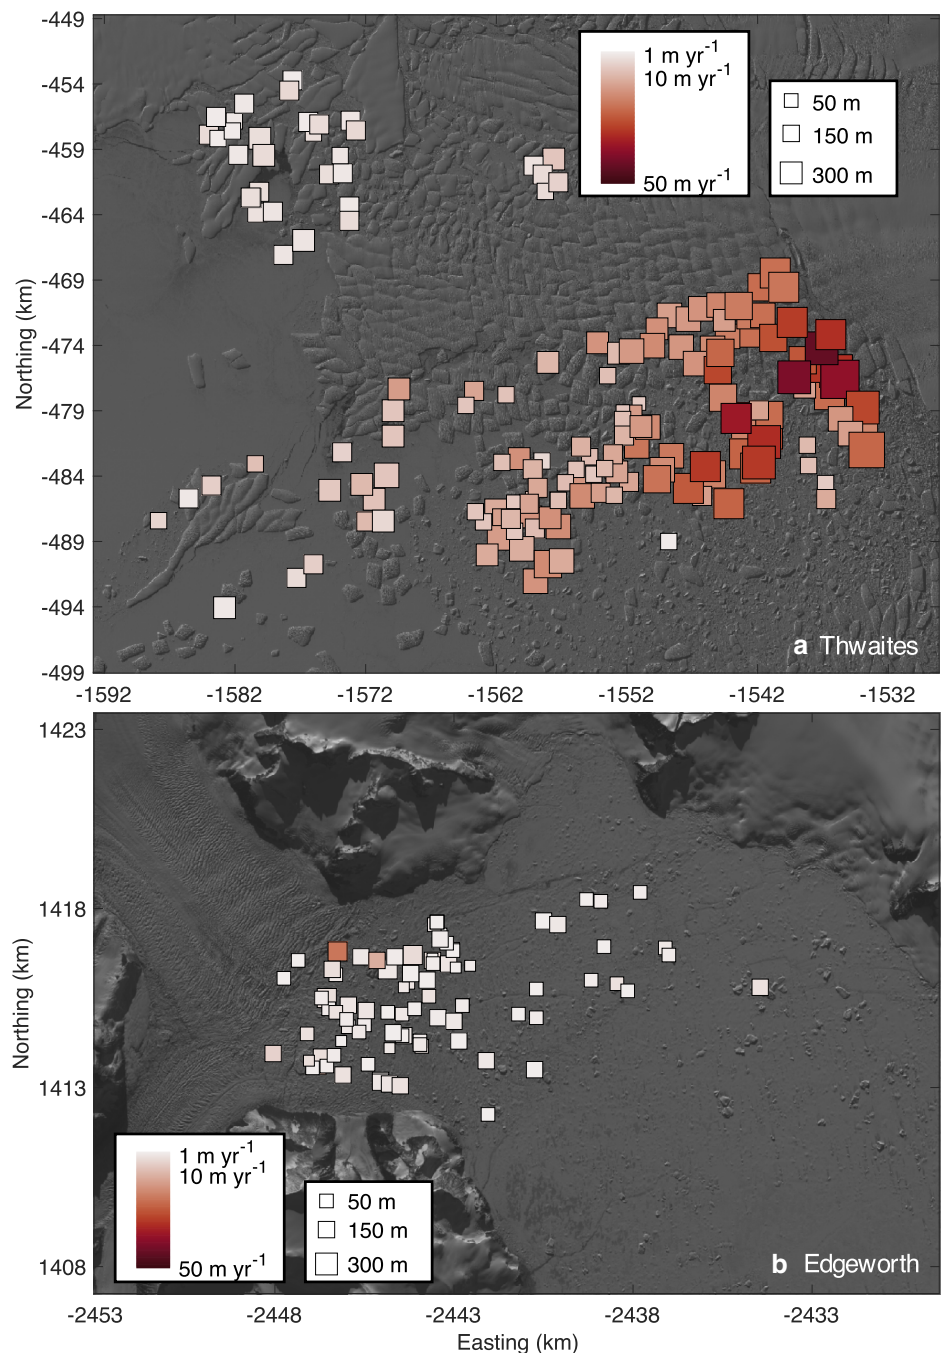 -449
-454
-459
-464
-469
-474
-479
-484
-489
-494
-499
Northing (km)
1 m yr-1
10 m yr-1
50 m yr-1
50 m
150 m
300 m
a Thwaites
-1592 -1582 -1572 -1562 -1552 -1542 -1532
1423
1418
1413
1408
Northing (km)
1 m yr-1
10 m yr-1
50 m yr-1
50 m
150 m
300 m
b Edgeworth
-2453 -2448 -2443 -2438 -2433
Easting (km)